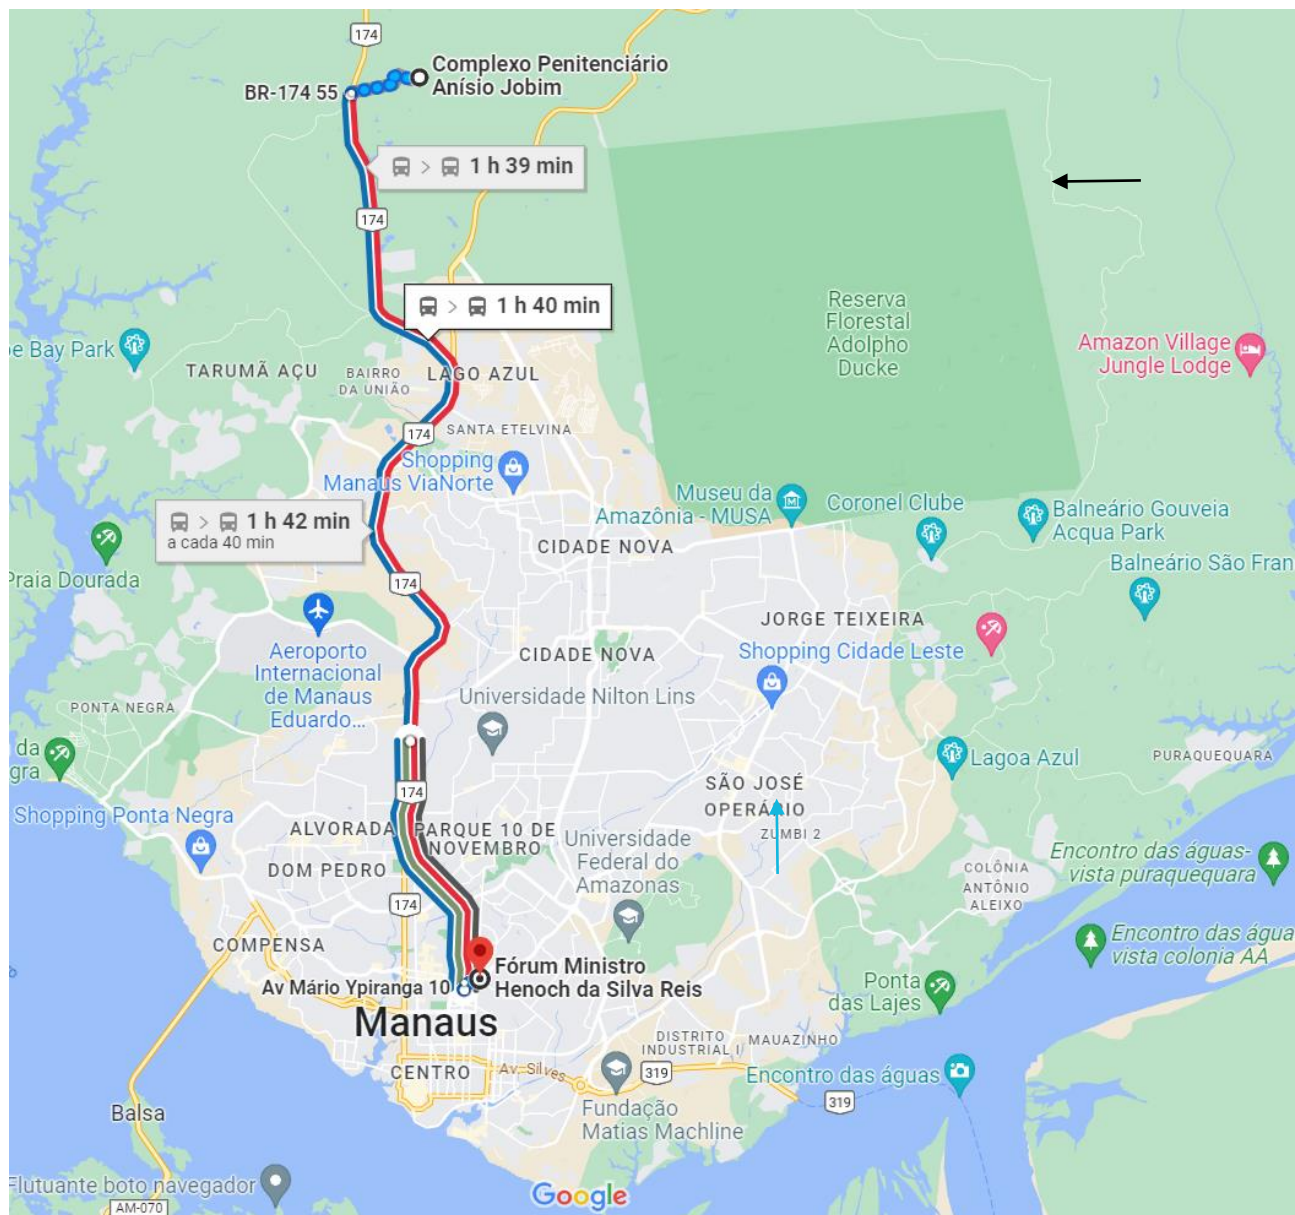 174
Complexo Penitenciário
Anísio Jobim
BR-174 55
> 1 h 39 min
174
> 1 h 40 min
Reserva
Florestal
Adolpho
Ducke
oe Bay Park
Amazon Village
Jungle Lodge
TARUMÃ AÇU
BAIRRO
DA UNIÃO
LAGO AZUL
174
SANTA ETELVINA
Shopping
Manaus ViaNorte
Museu da
Amazônia - MUSA
Coronel Clube
Balneário Gouveia
Acqua Park
> 1 h 42 min
a cada 40 min
CIDADE NOVA
Balneário São Fran
Praia Dourada
174
JORGE TEIXEIRA
Aeroporto
Internacional
de Manaus
Eduardo...
CIDADE NOVA
Shopping Cidade Leste
Universidade Nilton Lins
PONTA NEGRA
da
gra
Lagoa Azul
PURAQUEQUARA
174
SÃO JOSÉ
OPERÁRIO
ZUMBI 2
Shopping Ponta Negra
ALVORADA
PARQUE 10 DE
NOVEMBRO
Universidade
Federal do
Amazonas
DOM PEDRO
Encontro das águas-
vista puraquequara
COLÔNIA
ANTÔNIO
ALEIXO
174
COMPENSA
Encontro das água
vista colonia AA
Fórum Ministro
Henoch da Silva Reis
Av Mário Ypiranga 10
Ponta
das Lajes
Manaus
DISTRITO
INDUSTRIAL I
MAUAZINHO
CENTRO
Av. Silves
319
Encontro das águas
319
Balsa
Fundação
Matias Machline
Flutuante boto navegador
AM-070
Google